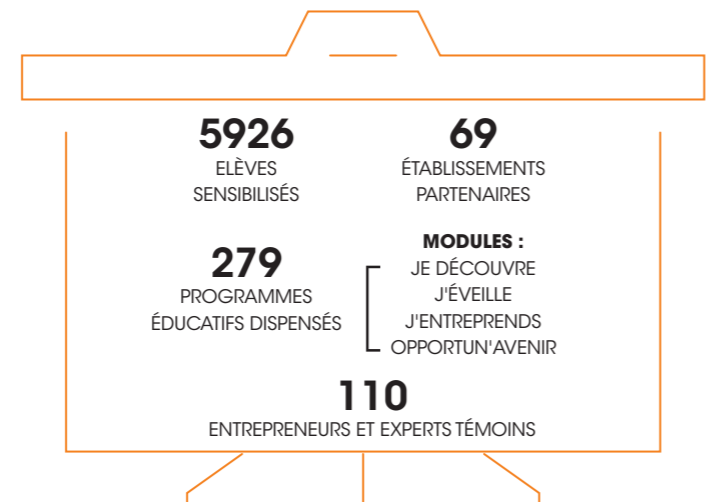 5926
ELÈVES
SENSIBILISÉS
69
ÉTABLISSEMENTS
PARTENAIRES
279
PROGRAMMES
ÉDUCATIFS DISPENSÉS
MODULES :
JE DÉCOUVRE
J'ÉVEILLE
J'ENTREPRENDS
OPPORTUN'AVENIR
110
ENTREPRENEURS ET EXPERTS TÉMOINS